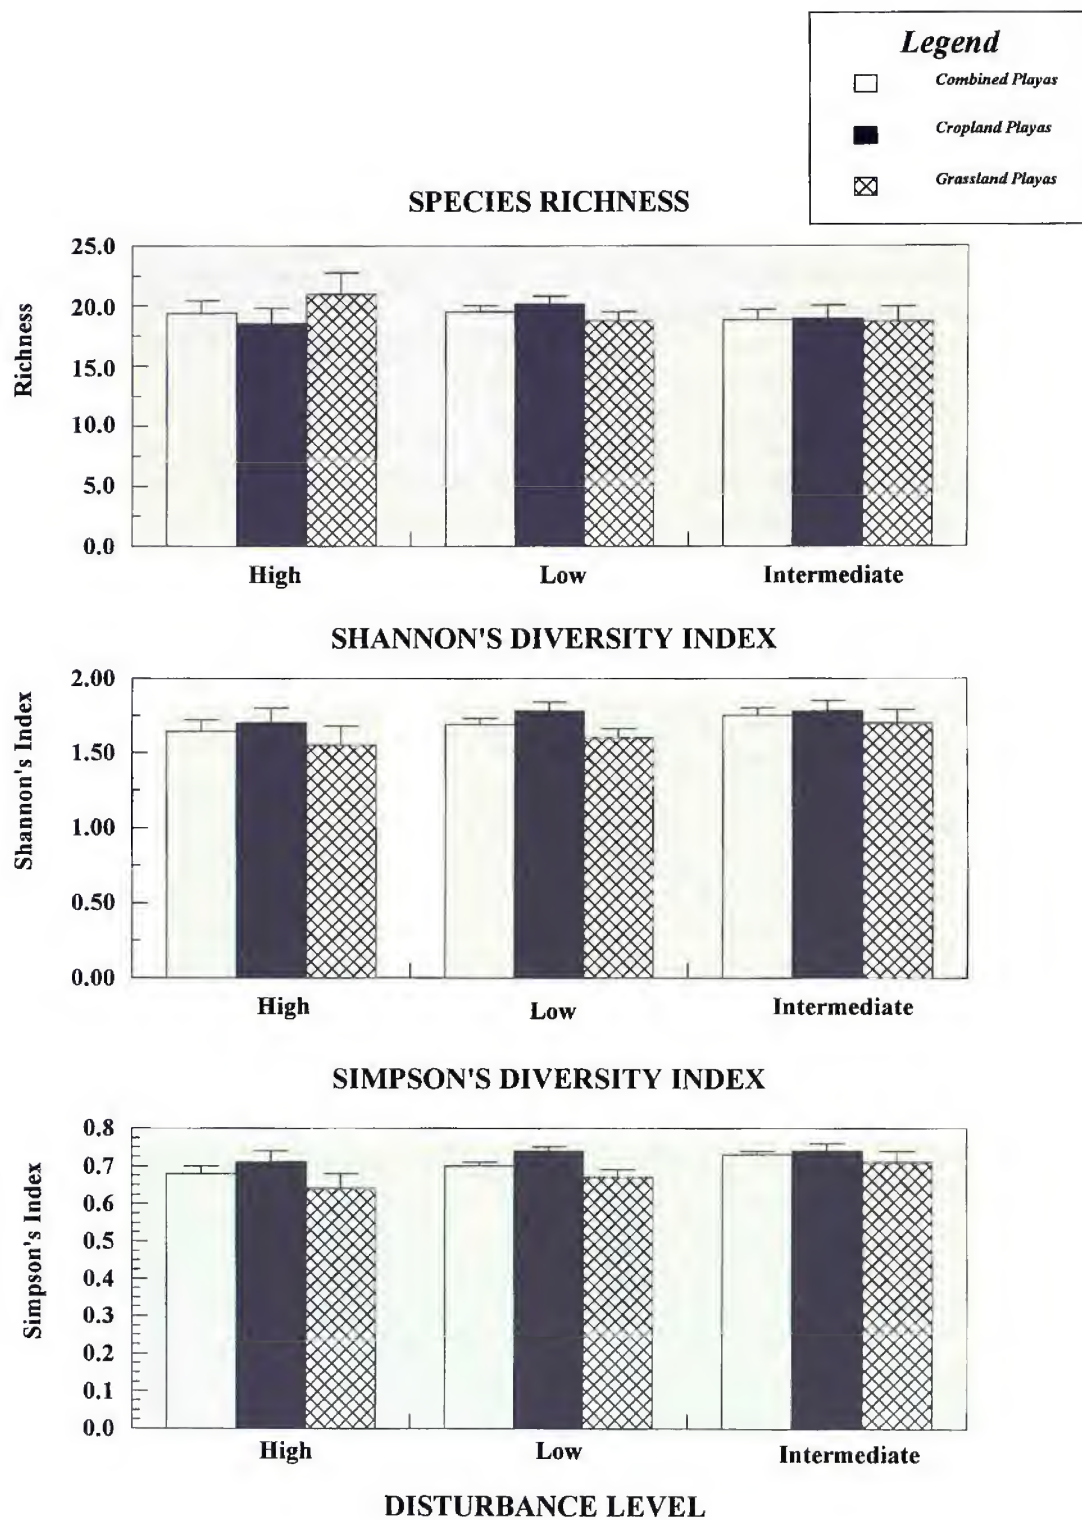 Legend
Combined Playas
Cropland Playas
Grassland Playas
SPECIES RICHNESS
Richness
25.0
20.0
15.0
10.0
5.0
0.0
High Low Intermediate
SHANNON'S DIVERSITY INDEX
Shannon's Index
2.00
1.50
1.00
0.50
0.00
High Low Intermediate
SIMPSON'S DIVERSITY INDEX
Simpson's Index
0.8
0.7
0.6
0.5
0.4
0.3
0.2
0.1
0.0
High Low Intermediate
DISTURBANCE LEVEL